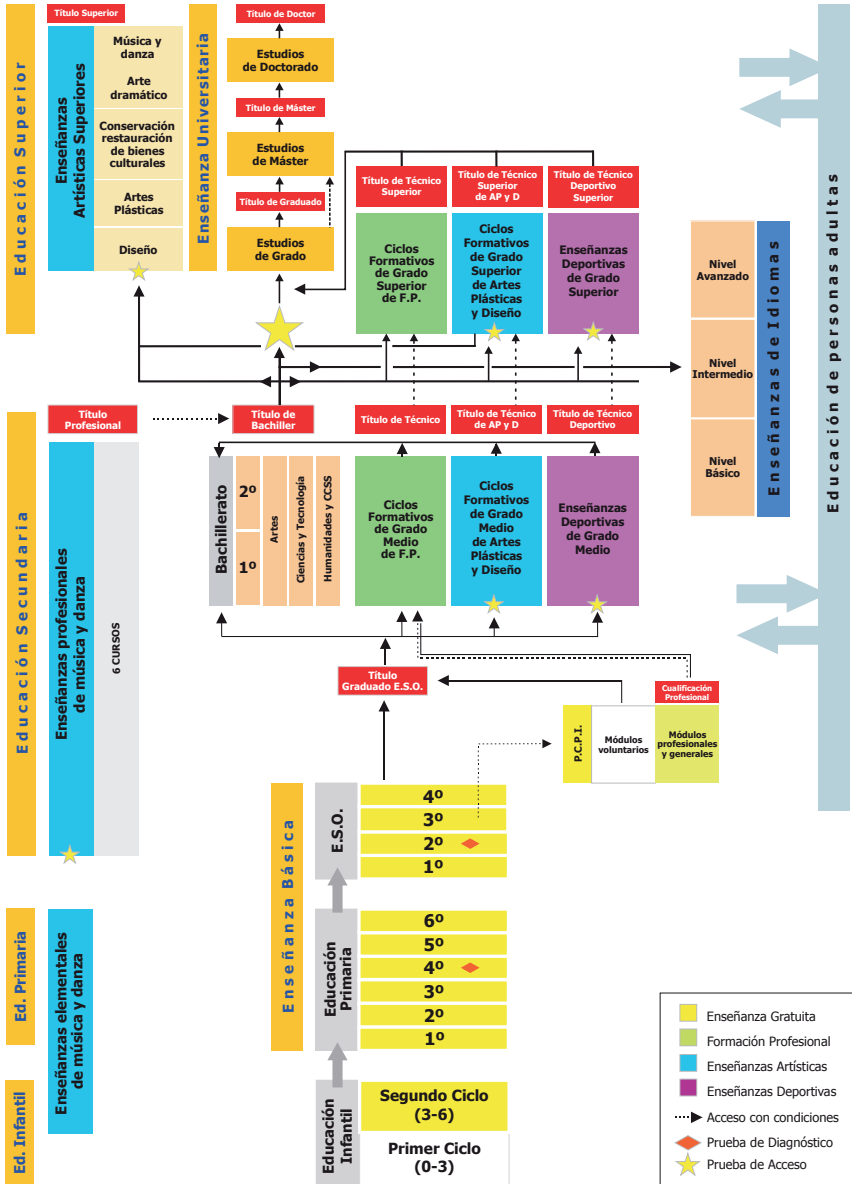 Educación Superior
Título Superior
Enseñanzas
Artísticas Superiores
Música y
danza
Arte
dramático
Conservación
restauración
de bienes
culturales
Artes
Plásticas
Diseño
Enseñanza Universitaria
Título de Doctor
Estudios
de Doctorado
Título de Máster
Estudios
de Máster
Título de Graduado
Estudios
de Grado
Título de Técnico
Superior
Ciclos
Formativos
de Grado
Superior
de F.P.
Título de Técnico
Superior
de AP y D
Ciclos
Formativos
de Grado
Superior
de Artes
Plásticas
y Diseño
Título de Técnico
Deportivo
Superior
Enseñanzas
Deportivas
de Grado
Superior
Nivel
Avanzado
Nivel
Intermedio
Nivel
Básico
Enseñanzas de Idiomas
Educación de personas adultas
Educación Secundaria
Título
Profesional
Enseñanzas profesionales
de música y danza
6 CURSOS
Título de
Bachiller
Bachillerato
2º
1º
Artes
Ciencias y Tecnología
Humanidades y CCSS
Título de Técnico
Ciclos
Formativos
de Grado
Medio
de F.P.
Título de Técnico
de AP y D
Ciclos
Formativos
de Grado
Medio
de Artes
Plásticas
y Diseño
Título de Técnico
Deportivo
Enseñanzas
Deportivas
de Grado
Medio
Título
Graduado E.S.O.
Cualificación
Profesional
P.C.P.I.
Módulos
voluntarios
Módulos
profesionales
y generales
Enseñanza Básica
E.S.O.
4º
3º
2º
1º
Ed. Primaria
Enseñanzas elementales
de música y danza
Educación
Primaria
6º
5º
4º
3º
2º
1º
Ed. Infantil
Educación
Infantil
Segundo Ciclo
(3-6)
Primer Ciclo
(0-3)
Enseñanza Gratuita
Formación Profesional
Enseñanzas Artísticas
Enseñanzas Deportivas
Acceso con condiciones
Prueba de Diagnóstico
Prueba de Acceso